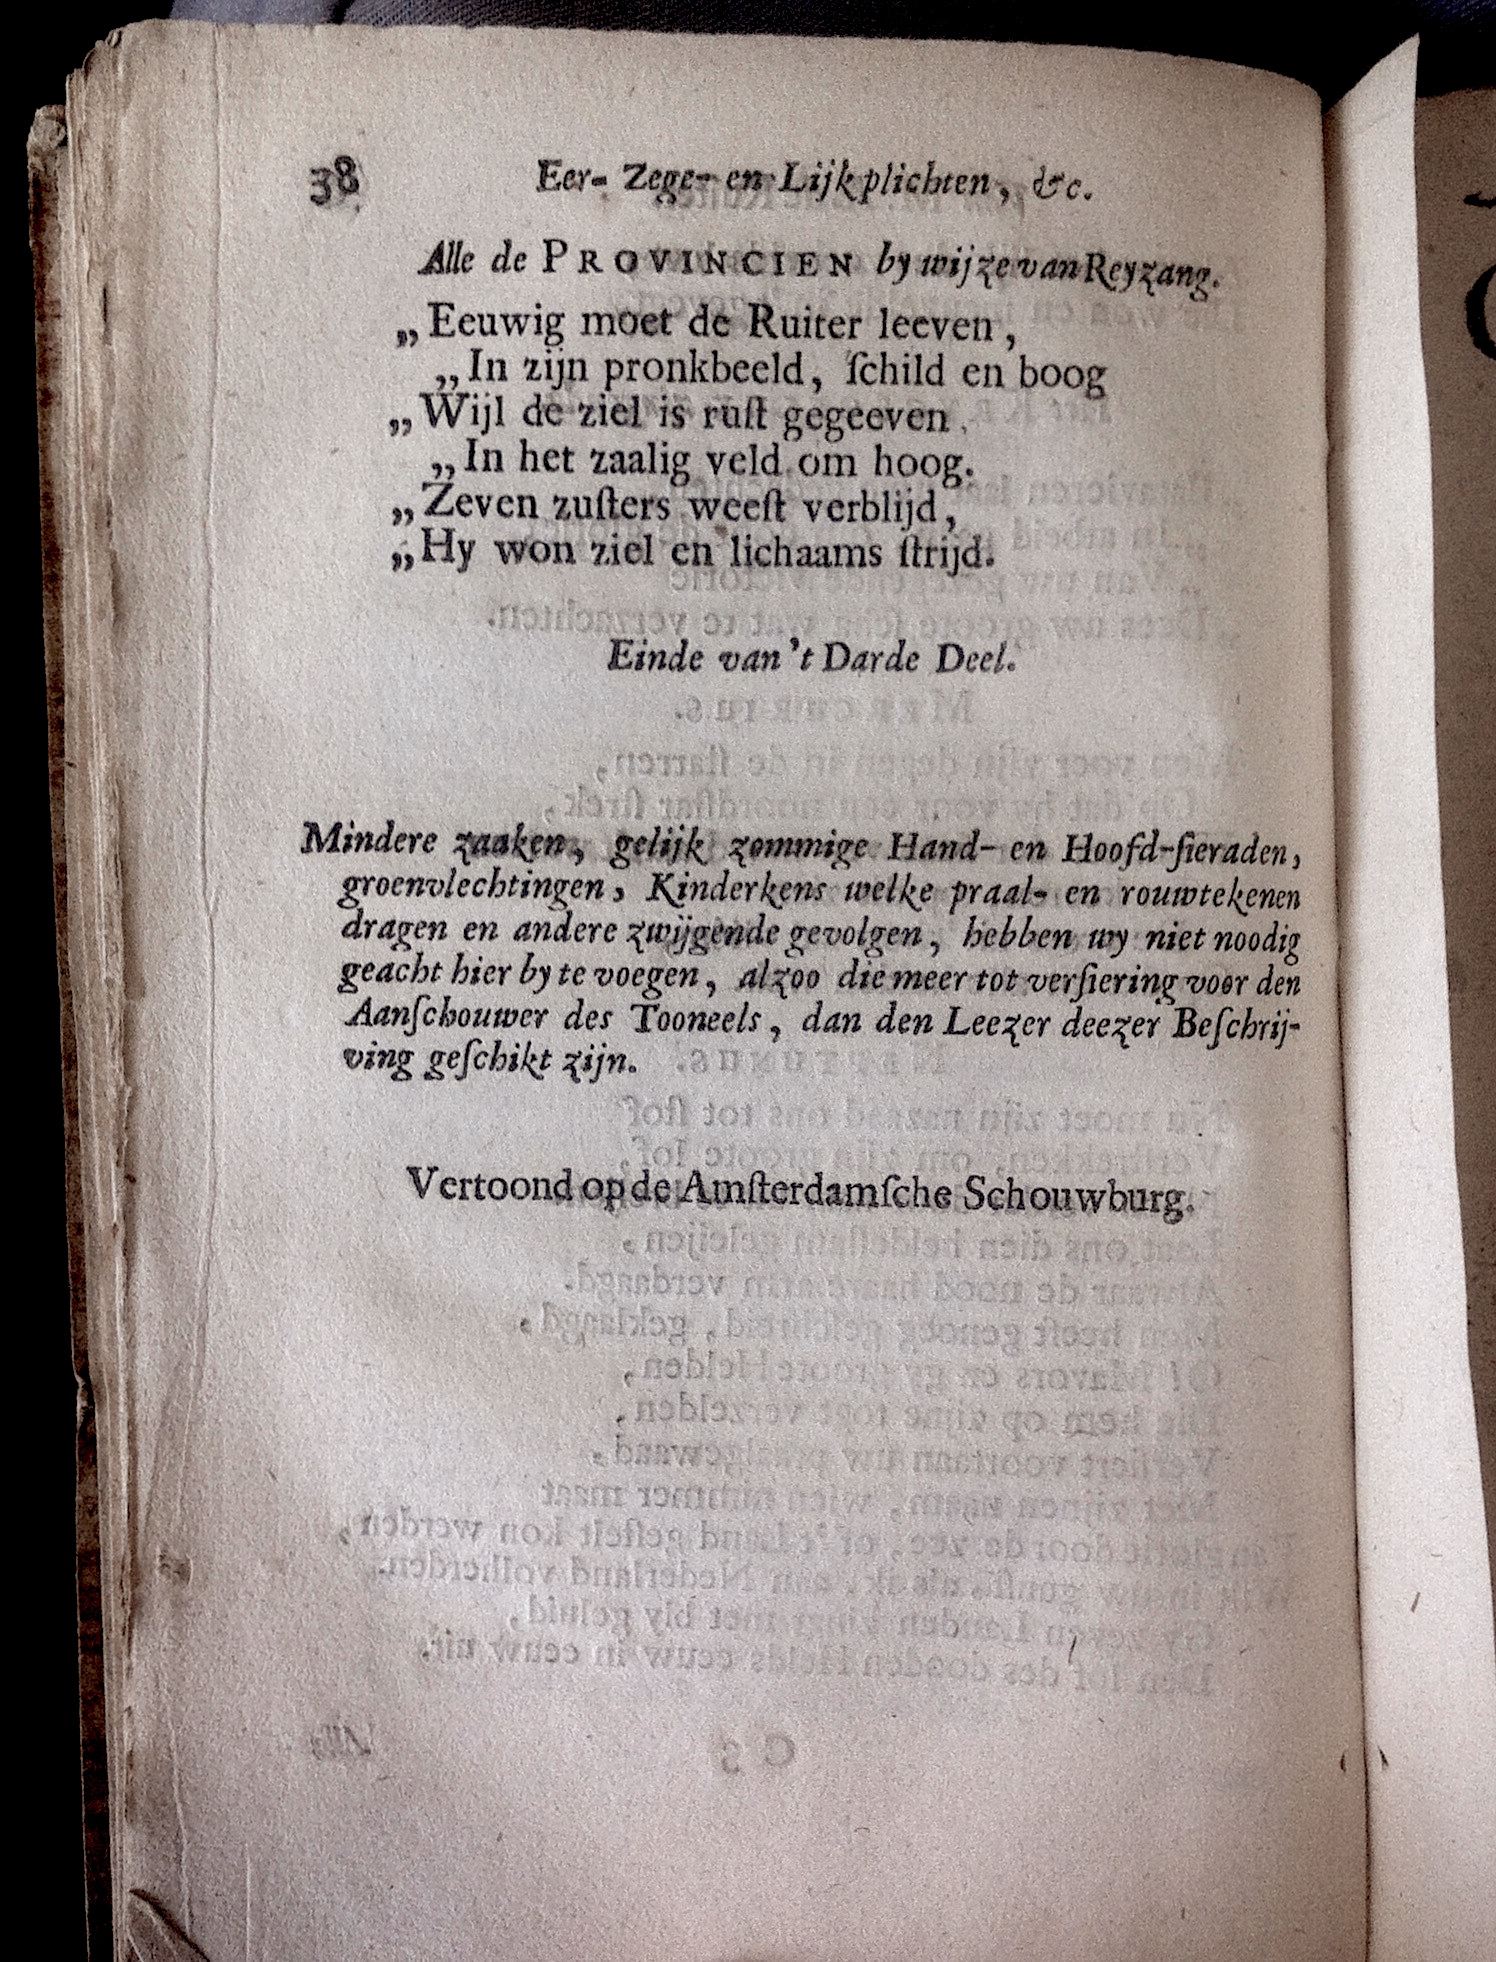 38 Eer- Zege- en Lijkplichten, &c.
Alle de PROVINCIEN by wijze van Reyzang.
„Eeuwig moet de Ruiter leeven,
„In zijn pronkbeeld, ſchild en boog
„Wijl de ziel is ruſt gegeeven,
„In het zaalig veld om hoog.
„Zeven zuſters weeſt verblijd,
„Hy won ziel en lichaams ſtrijd.
Einde van 't Darde Deel.
Mindere zaaken, gelijk zommige Hand- en Hoofd-ſieraden,
groenvlechtingen, Kinderkens welke praal- en rouwtekenen
dragen en andere zwijgende gevolgen, hebben wy niet noodig
geacht hier by te voegen, alzoo die meer tot verſiering voor den
Aanſchouwer des Tooneels, dan den Leezer deezer Beſchrij-
ving geſchikt zijn.
Vertoond op de Amſterdamſche Schouwburg.